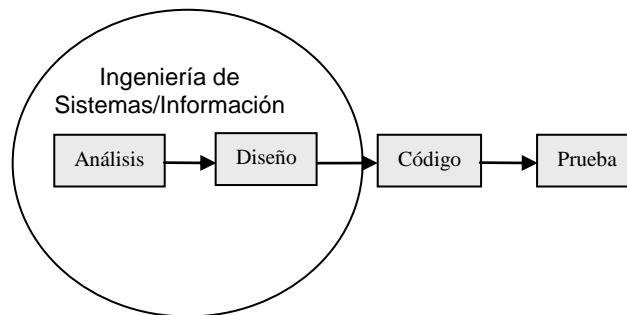 Ingeniería de
Sistemas/Información
Análisis
Diseño
Código
Prueba